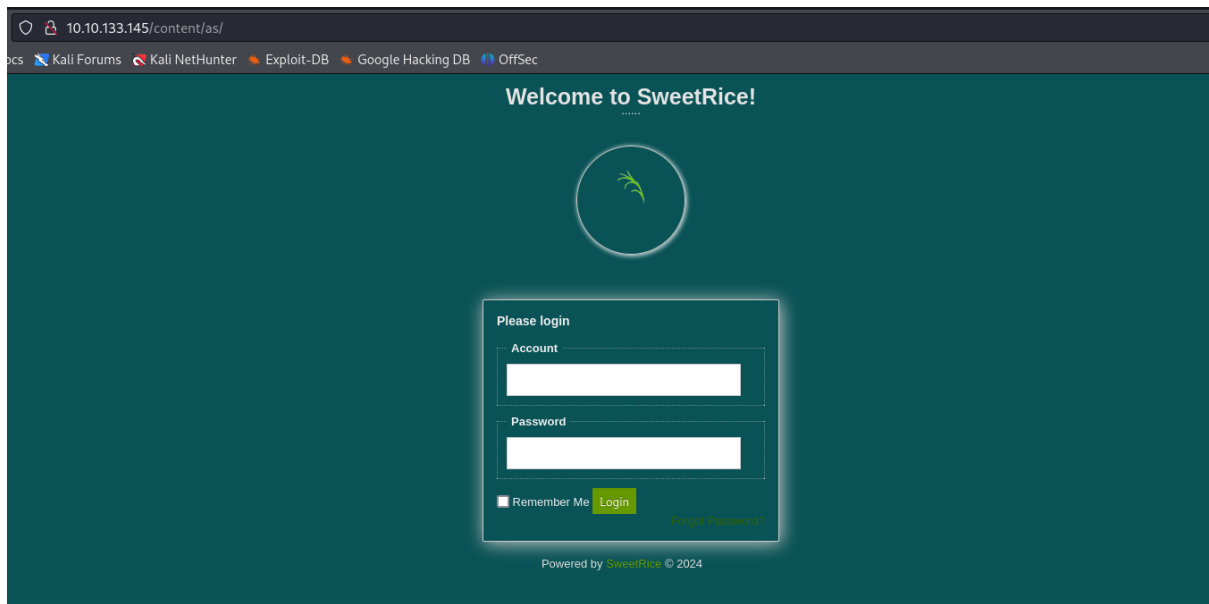 10.10.133.145/content/as/
ocs Kali Forums Kali NetHunter Exploit-DB Google Hacking DB OffSec
Welcome to SweetRice!
Please login
Account
Password
Remember Me Login
Forgot Password?
Powered by SweetRice © 2024